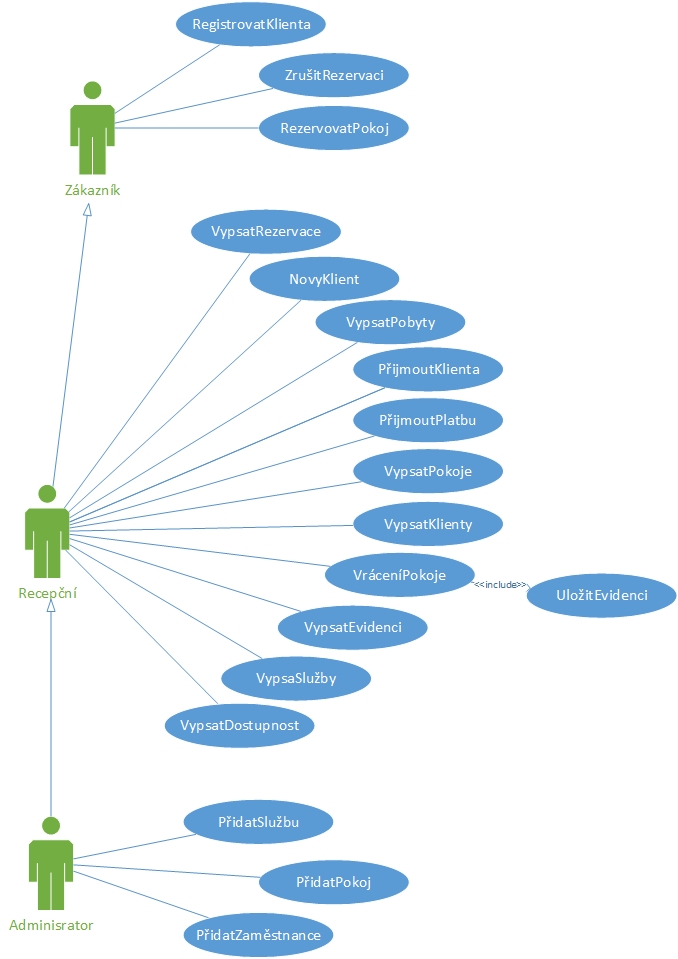 RegistrovatKlienta
ZrušitRezervaci
RezervovatPokoj
Zákazník
VypsatRezervace
NovyKlient
VypsatPobyty
PřijmoutKlienta
PřijmoutPlatbu
VypsatPokoje
VypsatKlienty
VráceníPokoje
<<include>>
UložitEvidenci
Recepční
VypsatEvidenci
VypsaSlužby
VypsatDostupnost
PřidatSlužbu
PřidatPokoj
Adminisrator
PřidatZaměstnance